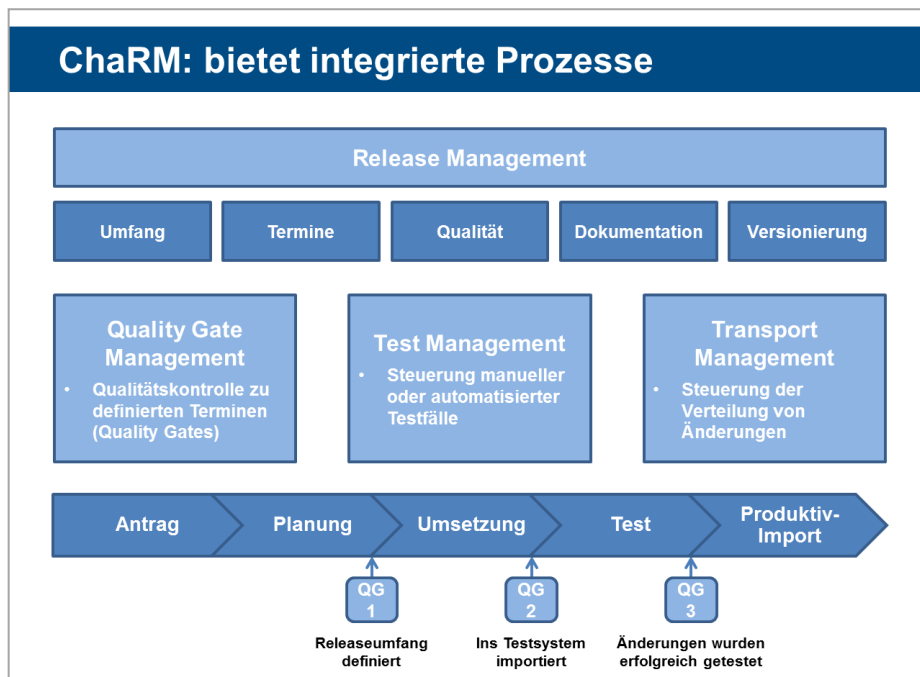 ChaRM: bietet integrierte Prozesse
Release Management
Umfang
Termine
Qualität
Dokumentation
Versionierung
Quality Gate
Management
• Qualitätskontrolle zu
definierten Terminen
(Quality Gates)
Test Management
• Steuerung manueller
oder automatisierter
Testfälle
Transport
Management
• Steuerung der
Verteilung von
Änderungen
Antrag
Planung
Umsetzung
Test
Produktiv-
Import
QG
1
QG
2
QG
3
Releaseumfang
definiert
Ins Testsystem
importiert
Änderungen wurden
erfolgreich getestet